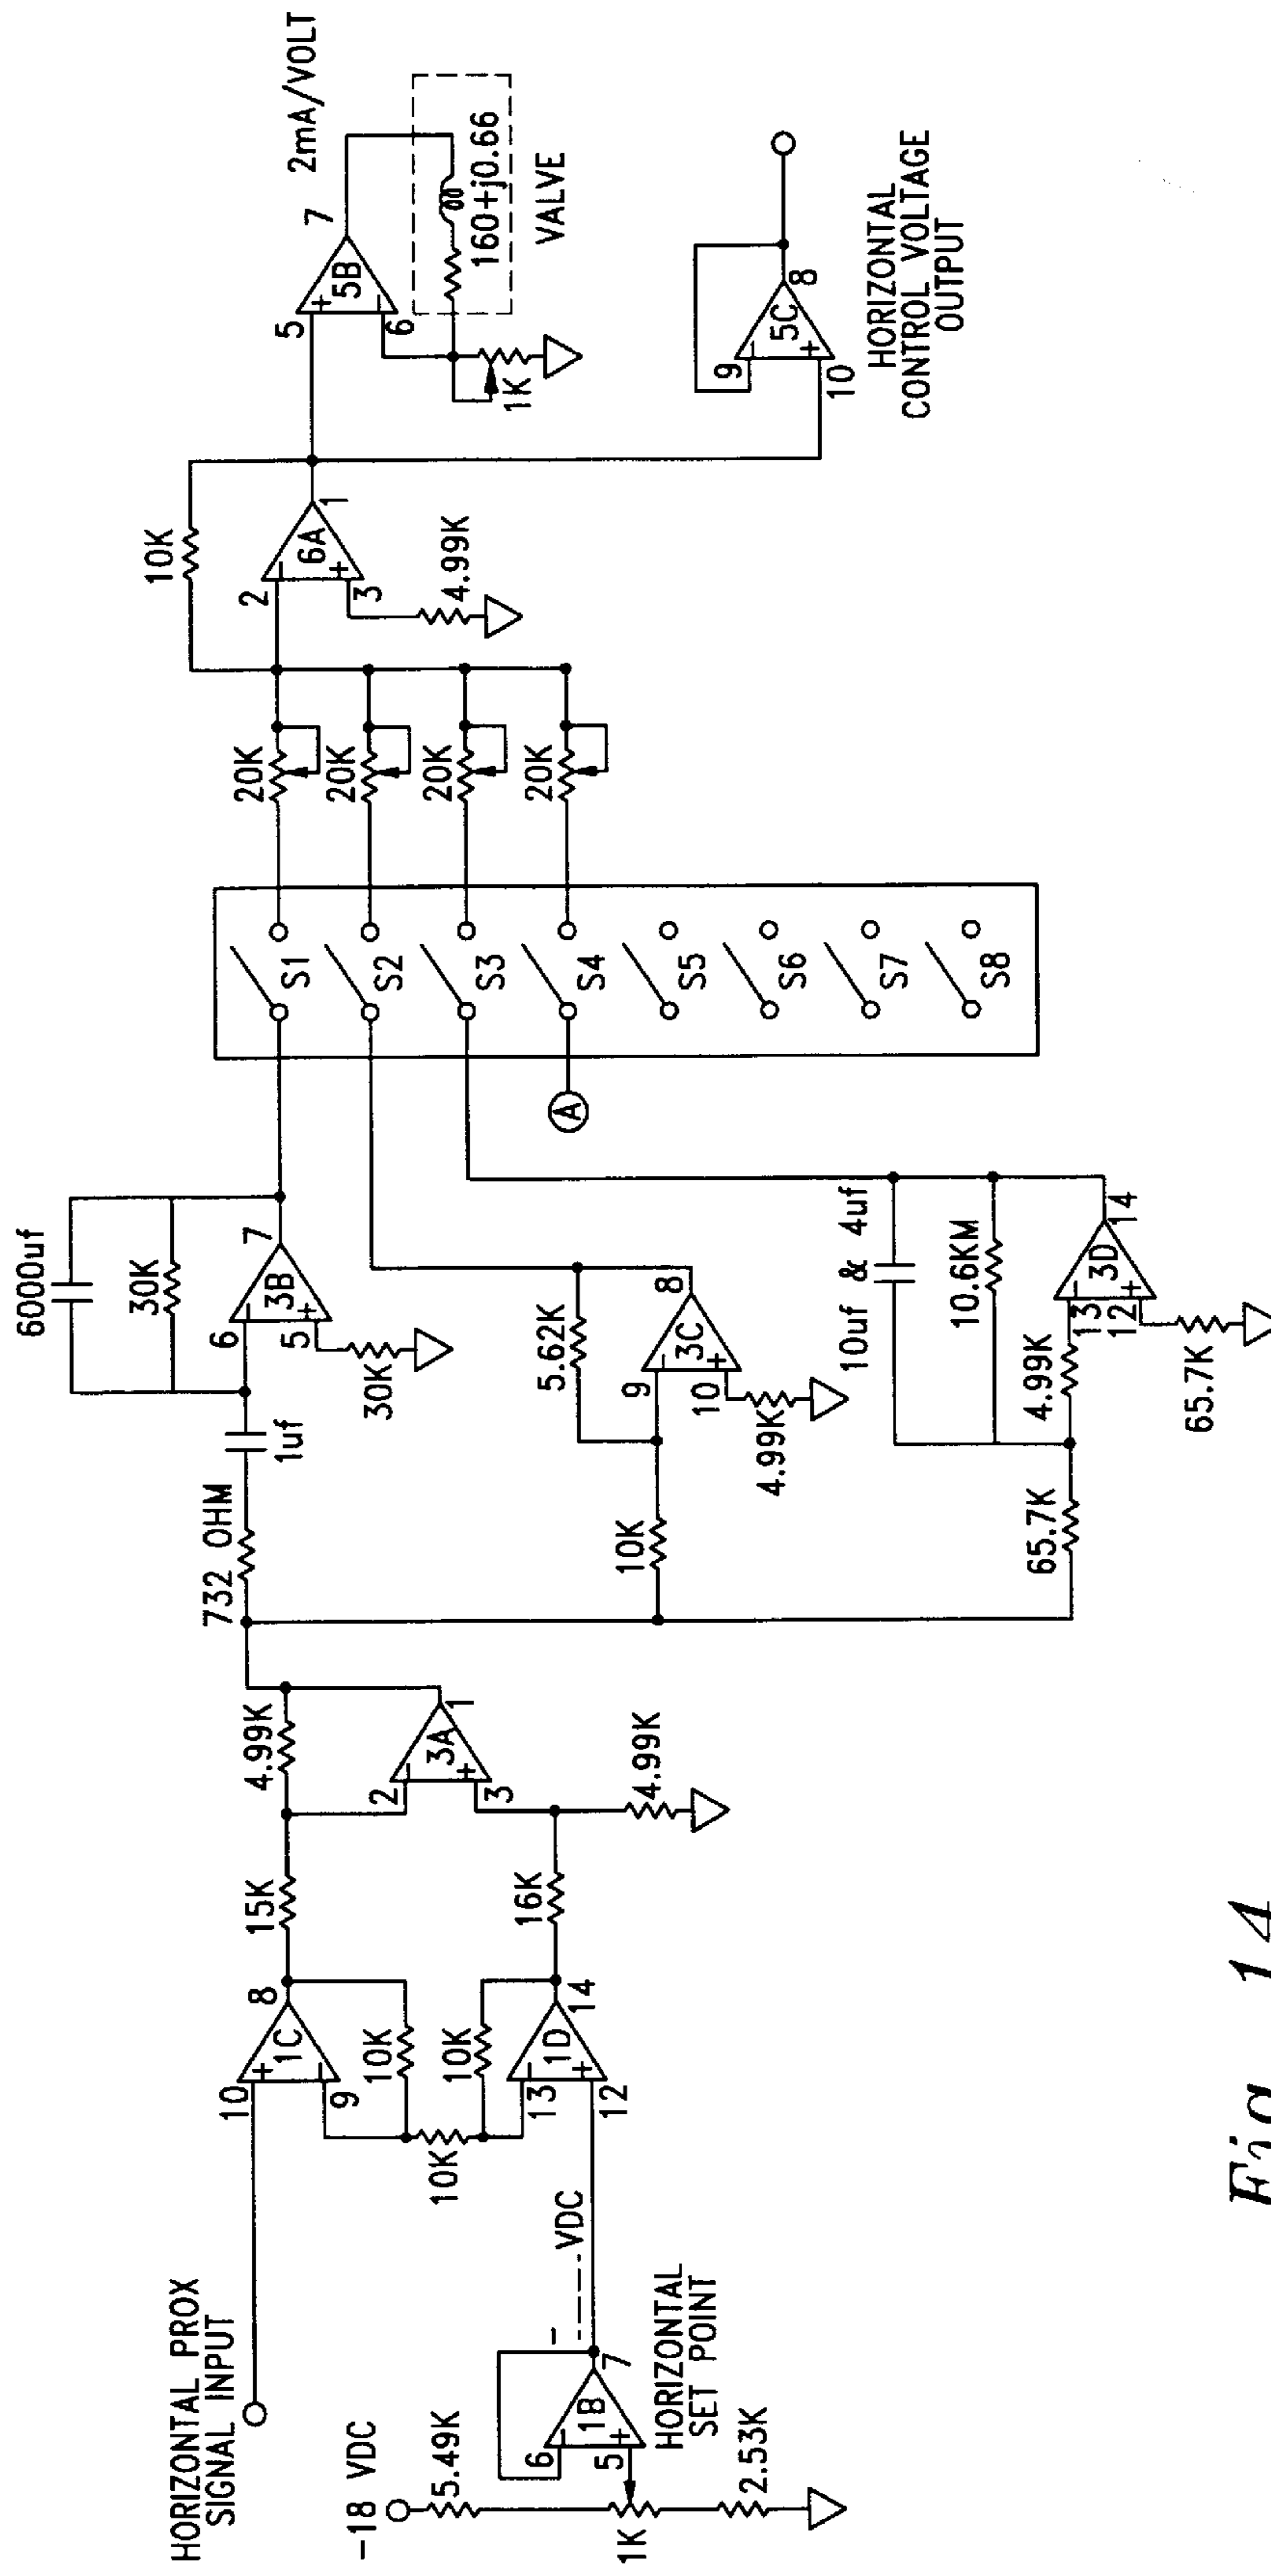 HORIZONTAL PROX
SIGNAL INPUT
-18 VDC
5.49K
1K
2.53K
6
5
1B
7
HORIZONTAL
SET POINT
- ---- VDC
10
9
+
-
1C
8
10K
10K
10K
13
12
-
+
1D
14
15K
16K
4.99K
2
3
-
+
3A
1
4.99K
732 OHM
1uf
6000uf
30K
6
5
-
+
3B
7
30K
10K
5.62K
9
10
-
+
3C
8
4.99K
65.7K
10uf & 4uf
10.6KM
4.99K
13
12
-
+
3D
14
65.7K
A
S1
S2
S3
S4
S5
S6
S7
S8
20K
20K
20K
20K
10K
2
3
-
+
6A
1
4.99K
5
6
+
-
5B
7
2mA/VOLT
160+j0.66
VALVE
1K
9
10
-
+
5C
8
HORIZONTAL
CONTROL VOLTAGE
OUTPUT
Fig. 14